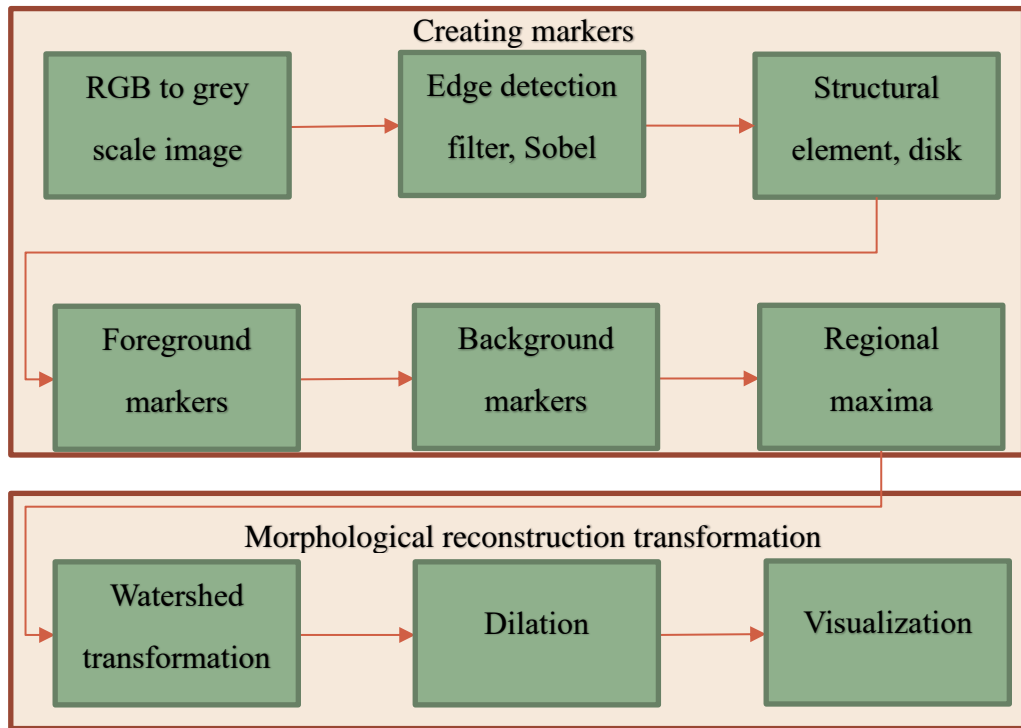 Creating markers
RGB to grey
scale image
Edge detection
filter, Sobel
Structural
element, disk
Foreground
markers
Background
markers
Regional
maxima
Morphological reconstruction transformation
Watershed
transformation
Dilation
Visualization